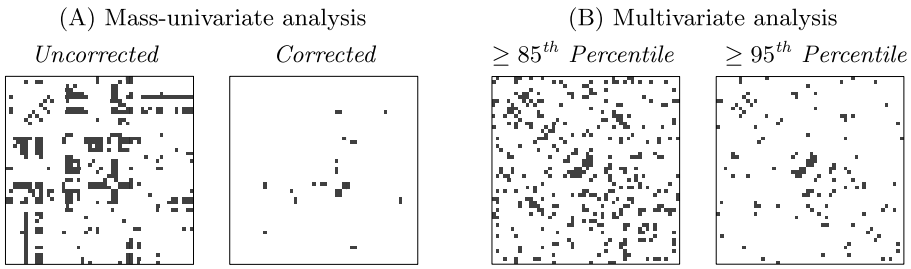 (A) Mass-univariate analysis
Uncorrected
Corrected
(B) Multivariate analysis
≥ 85th Percentile
≥ 95th Percentile